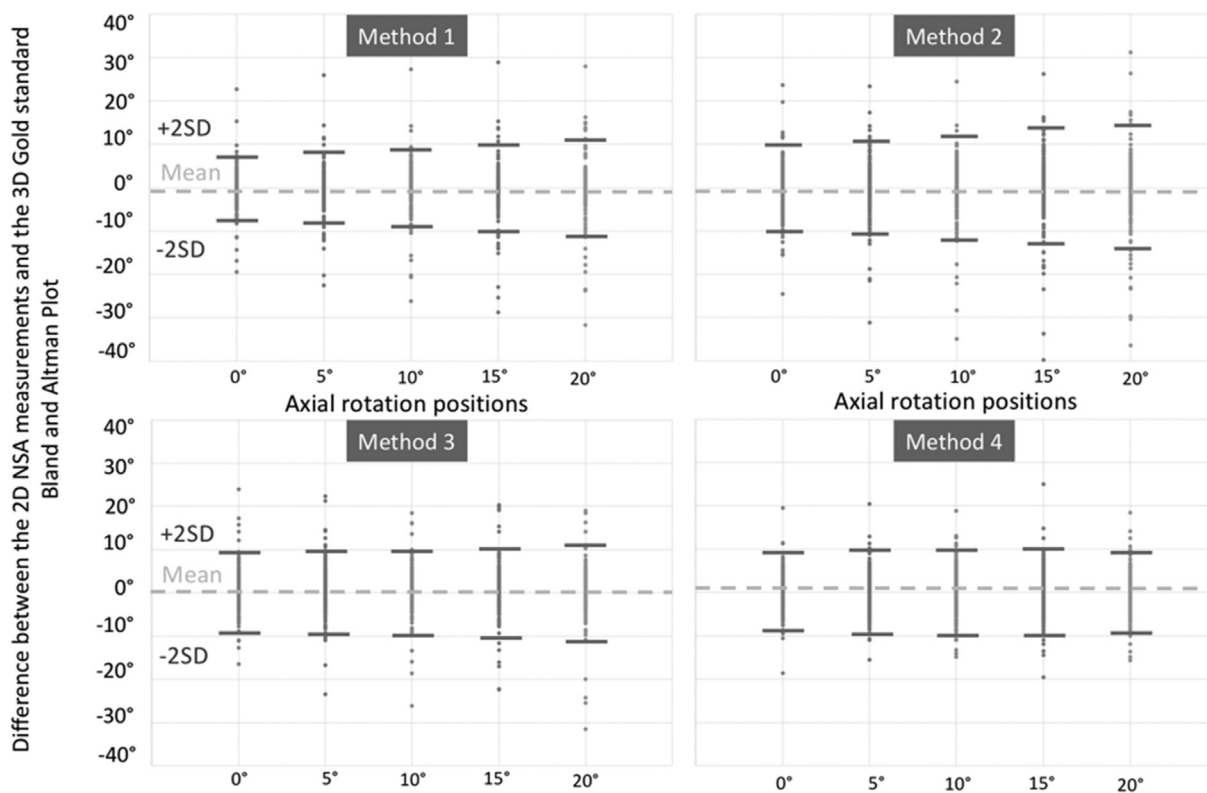 Difference between the 2D NSA measurements and the 3D Gold standard
Bland and Altman Plot
Method 1
40°
30°
20°
10°
0°
-10°
-20°
-30°
-40°
+2SD
Mean
-2SD
0° 5° 10° 15° 20°
Axial rotation positions
Method 2
0° 5° 10° 15° 20°
Axial rotation positions
Method 3
40°
30°
20°
10°
0°
-10°
-20°
-30°
-40°
+2SD
Mean
-2SD
0° 5° 10° 15° 20°
Method 4
0° 5° 10° 15° 20°